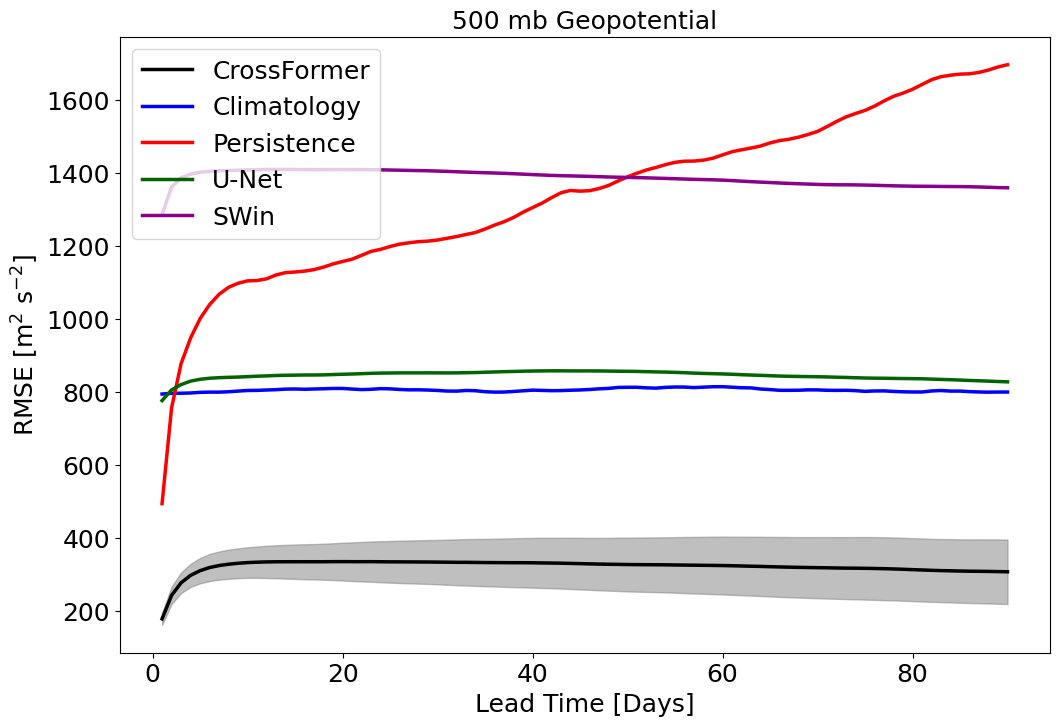 500 mb Geopotential
CrossFormer
Climatology
Persistence
U-Net
SWin
RMSE [m² s⁻²]
1600
1400
1200
1000
800
600
400
200
0 20 40 60 80
Lead Time [Days]